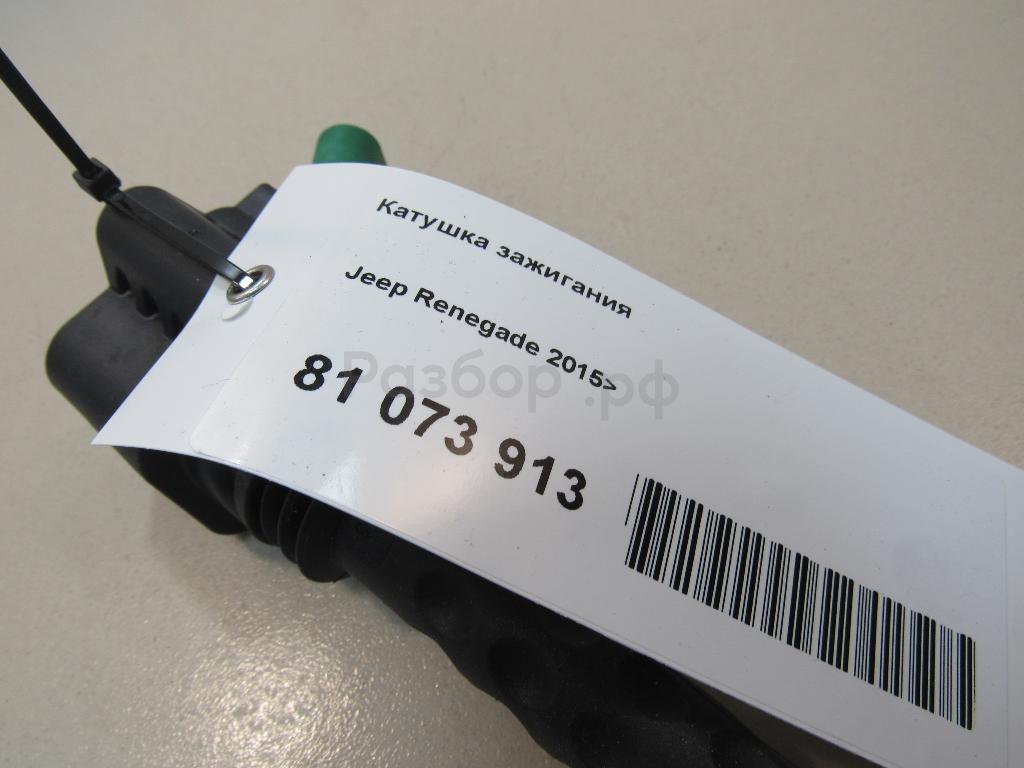 Катушка зажигания
Jeep Renegade 2015>
Разбор.рф
81 073 913